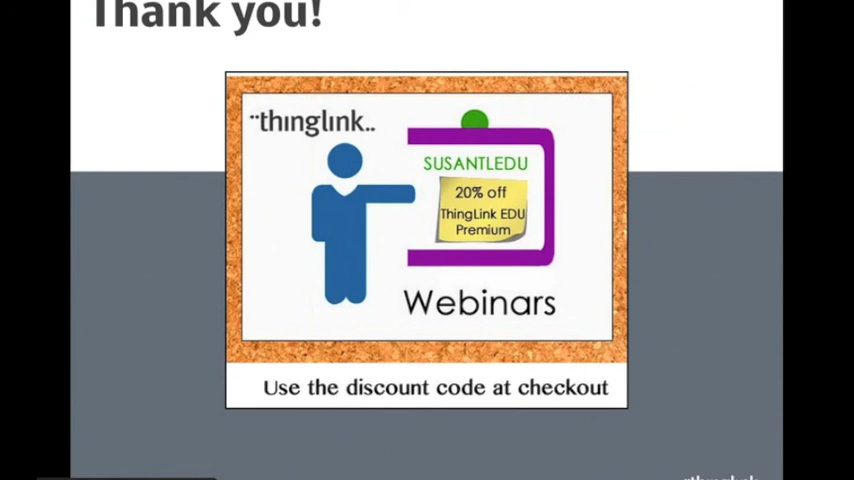 Thank you!
thinglink..
SUSANTLEDU
20% off
ThingLink EDU
Premium
Webinars
Use the discount code at checkout